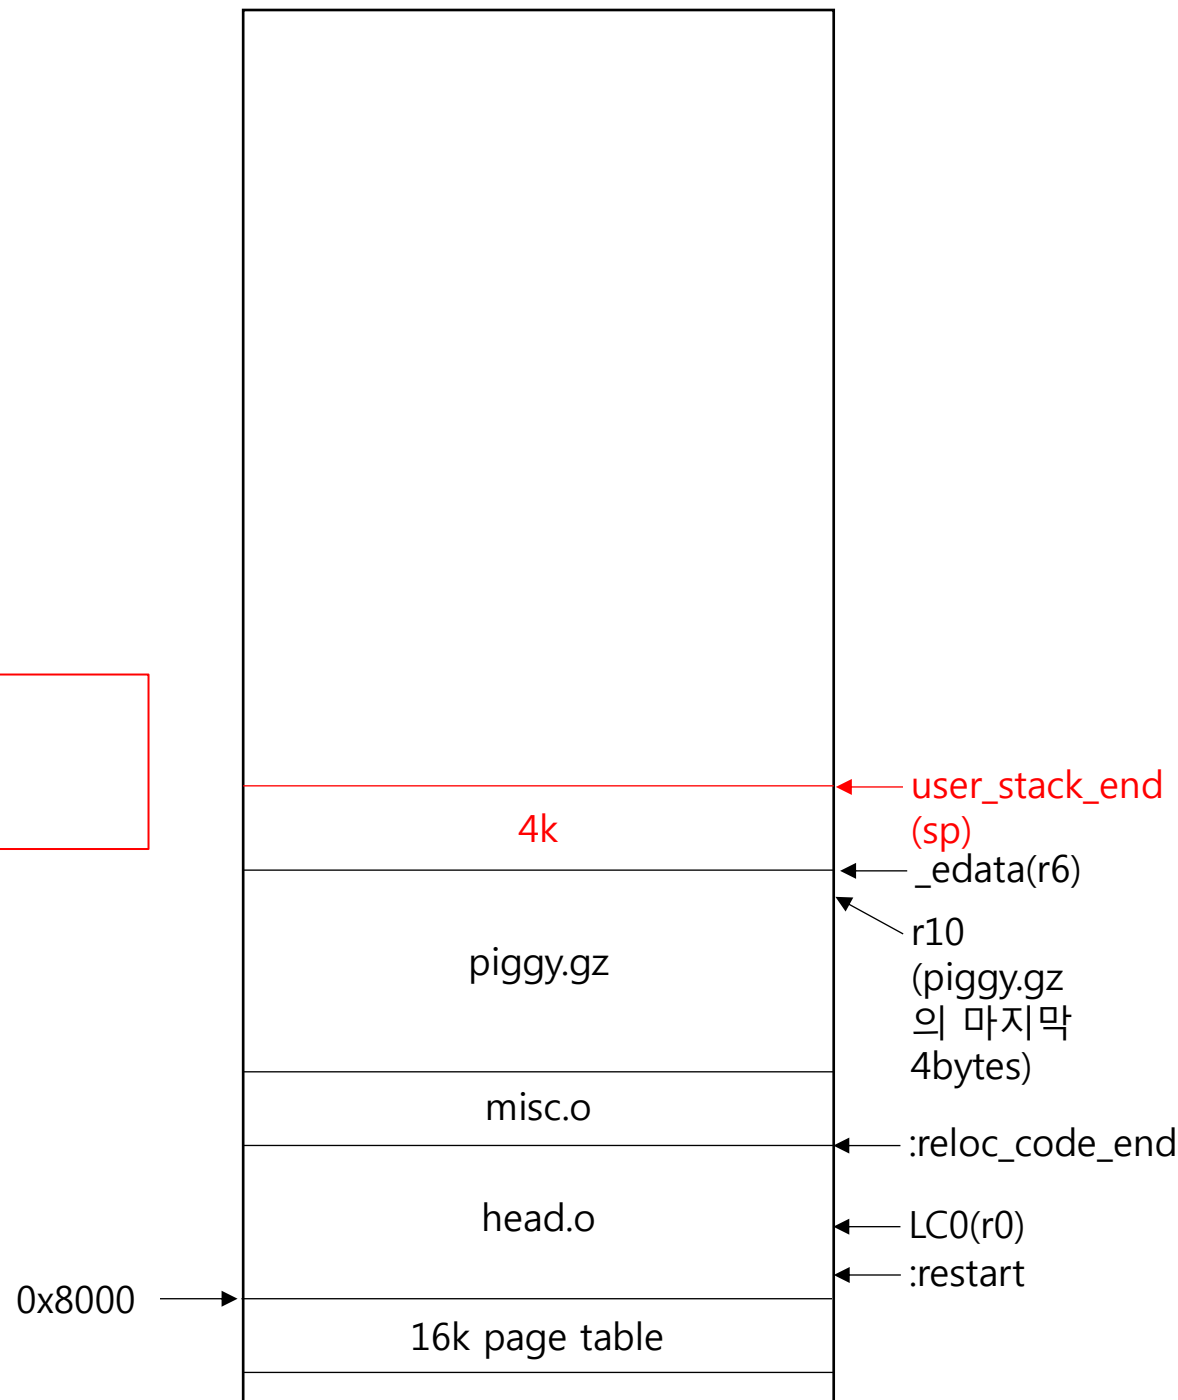 user_stack_end
(sp)
4k
_edata(r6)
r10
(piggy.gz
의 마지막
4bytes)
piggy.gz
misc.o
:reloc_code_end
head.o
LC0(r0)
:restart
0x8000
16k page table